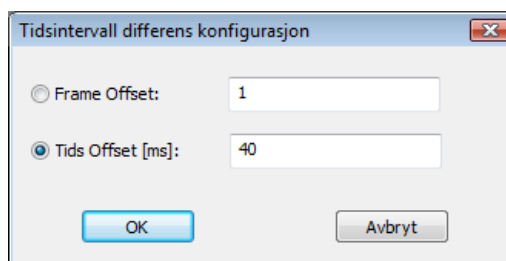 Tidsintervall differens konfigurasjon
Frame Offset: 1
Tids Offset [ms]: 40
OK Avbryt